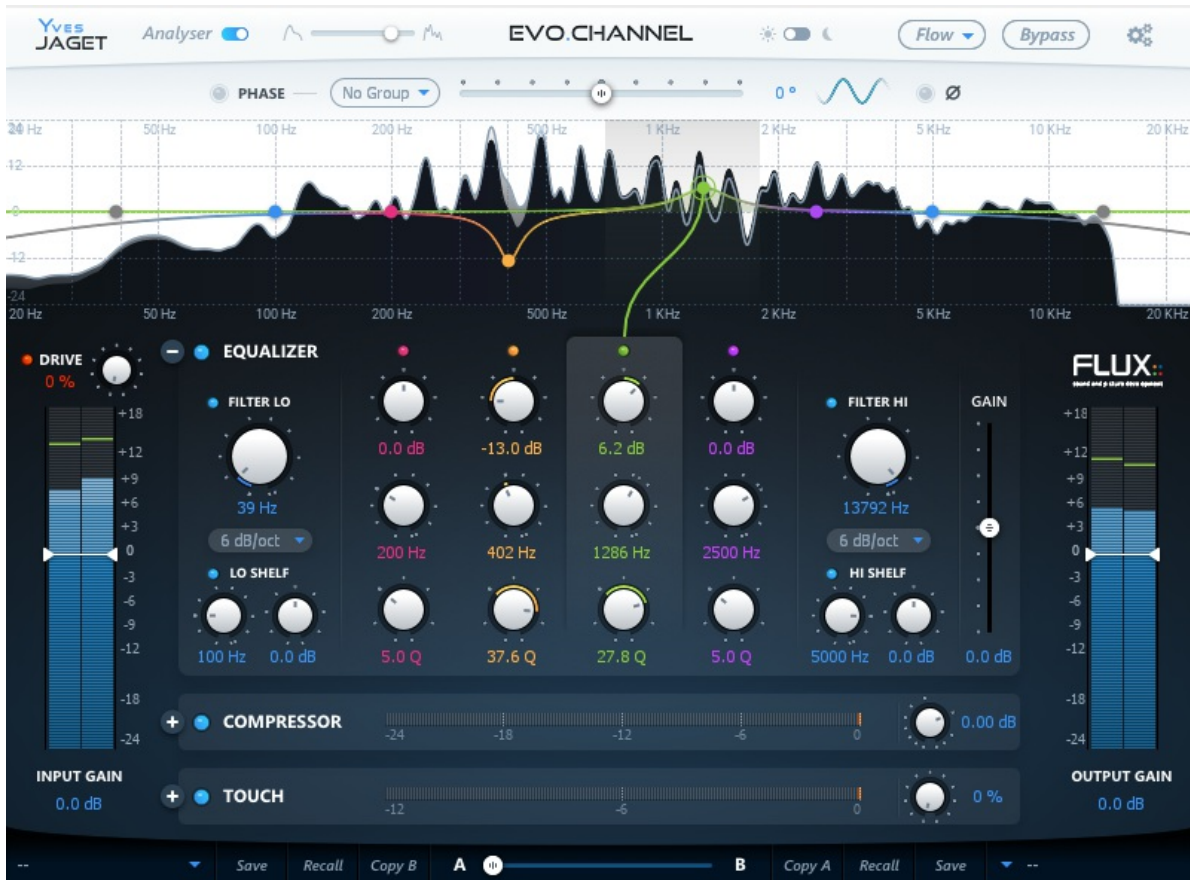 YVES
JAGET
Analyser
EVO.CHANNEL
Flow
Bypass
PHASE
No Group
0 °
Ø
20 Hz 50 Hz 100 Hz 200 Hz 500 Hz 1 KHz 2 KHz 5 KHz 10 KHz 20 KHz
24
12
0
-12
-24
20 Hz 50 Hz 100 Hz 200 Hz 500 Hz 1 KHz 2 KHz 5 KHz 10 KHz 20 KHz
DRIVE
0 %
+18
+12
+9
+6
+3
0
-3
-6
-9
-12
-18
-24
INPUT GAIN
0.0 dB
EQUALIZER
FILTER LO
39 Hz
6 dB/oct
LO SHELF
100 Hz 0.0 dB
0.0 dB -13.0 dB 6.2 dB 0.0 dB
200 Hz 402 Hz 1286 Hz 2500 Hz
5.0 Q 37.6 Q 27.8 Q 5.0 Q
FILTER HI
13792 Hz
6 dB/oct
HI SHELF
5000 Hz 0.0 dB
GAIN
0.0 dB
COMPRESSOR
-24 -18 -12 -6 0
0.00 dB
TOUCH
-12 -6 0
0 %
FLUX::
sound and picture development
+18
+12
+9
+6
+3
0
-3
-6
-9
-12
-18
-24
OUTPUT GAIN
0.0 dB
-- Save Recall Copy B A B Copy A Recall Save --